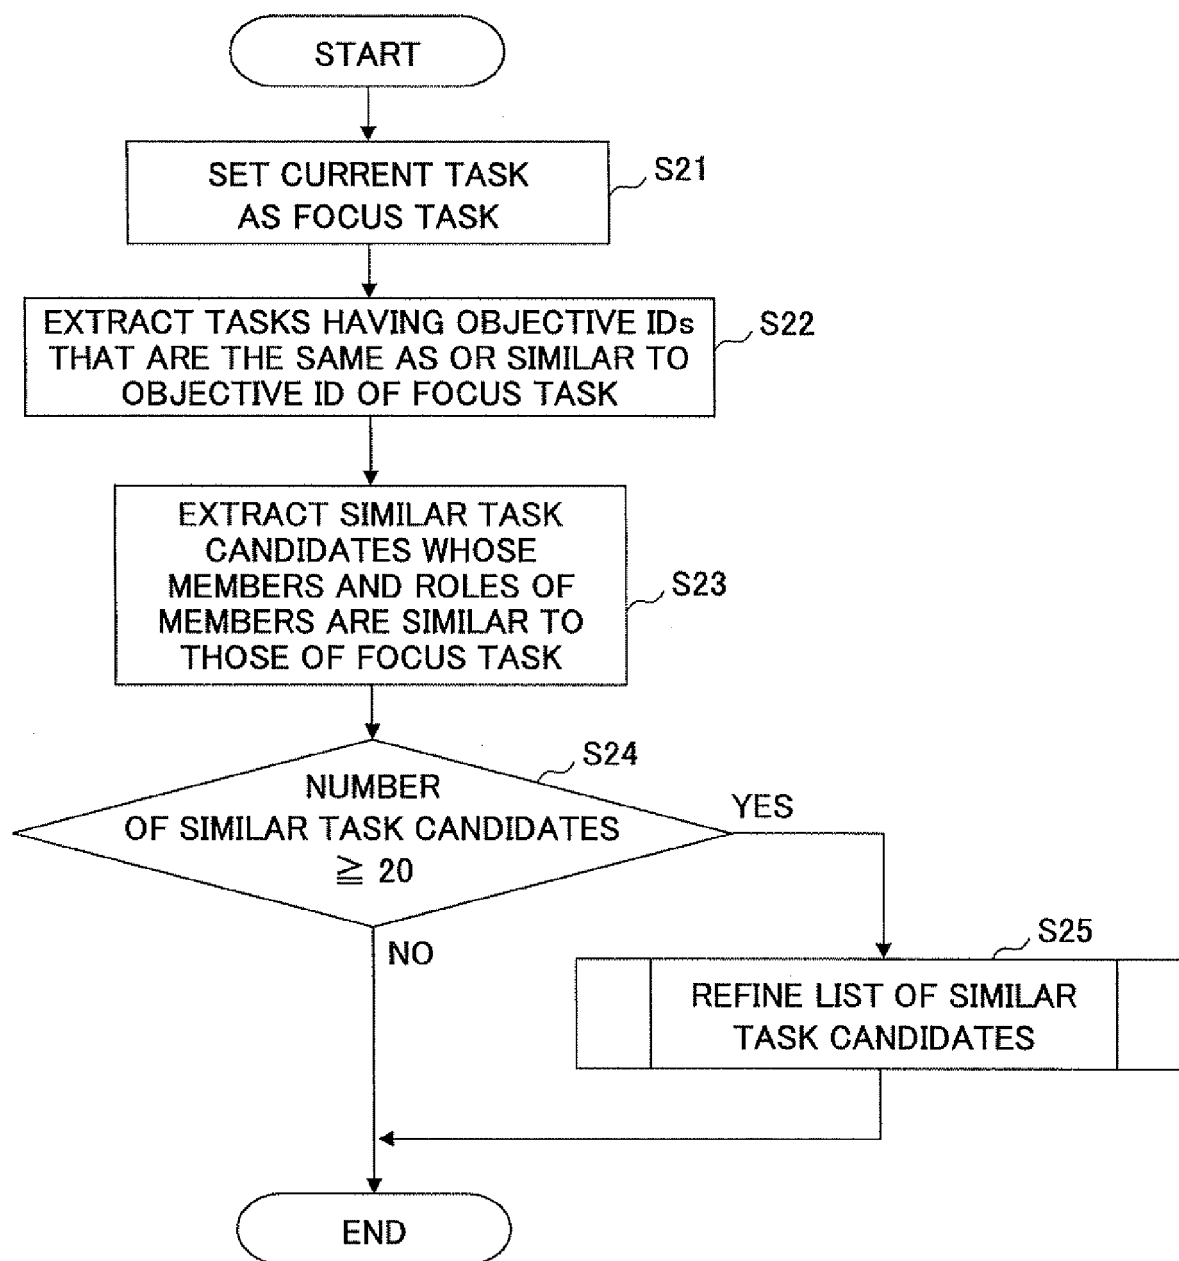 START
SET CURRENT TASK
AS FOCUS TASK
S21
EXTRACT TASKS HAVING OBJECTIVE IDs
THAT ARE THE SAME AS OR SIMILAR TO
OBJECTIVE ID OF FOCUS TASK
S22
EXTRACT SIMILAR TASK
CANDIDATES WHOSE
MEMBERS AND ROLES OF
MEMBERS ARE SIMILAR TO
THOSE OF FOCUS TASK
S23
S24
NUMBER
OF SIMILAR TASK CANDIDATES
≧ 20
YES
NO
S25
REFINE LIST OF SIMILAR
TASK CANDIDATES
END